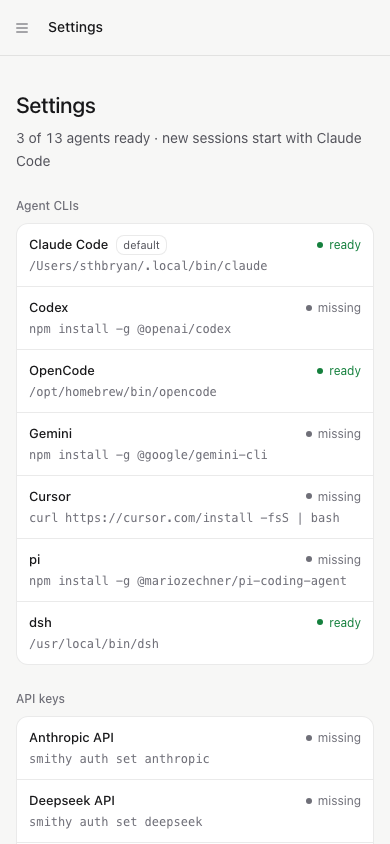 Settings
Settings
3 of 13 agents ready · new sessions start with Claude
Code
Agent CLIs
Claude Code default ready
/Users/sthbryan/.local/bin/claude
Codex missing
npm install -g @openai/codex
OpenCode ready
/opt/homebrew/bin/opencode
Gemini missing
npm install -g @google/gemini-cli
Cursor missing
curl https://cursor.com/install -fsS | bash
pi missing
npm install -g @mariozechner/pi-coding-agent
dsh ready
/usr/local/bin/dsh
API keys
Anthropic API missing
smithy auth set anthropic
Deepseek API missing
smithy auth set deepseek